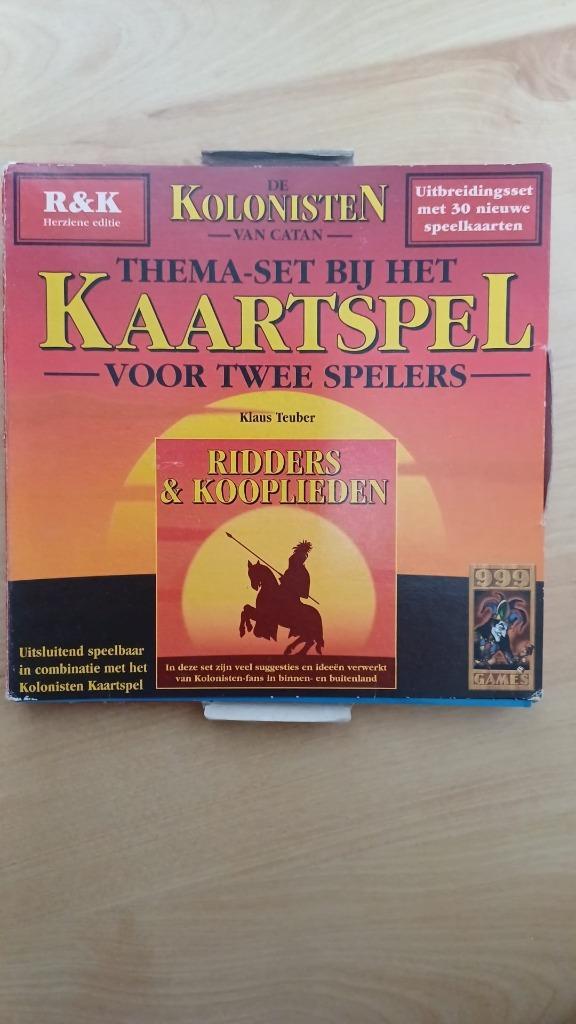 R&K
Herziene editie
DE
KOLONISTEN
VAN CATAN
Uitbreidingsset
met 30 nieuwe
speelkaarten
THEMA-SET BIJ HET
KAARTSPEL
VOOR TWEE SPELERS
Klaus Teuber
RIDDERS
& KOOPLIEDEN
In deze set zijn veel suggesties en ideeën verwerkt
van Kolonisten-fans in binnen- en buitenland
Uitsluitend speelbaar
in combinatie met het
Kolonisten Kaartspel
999
GAMES